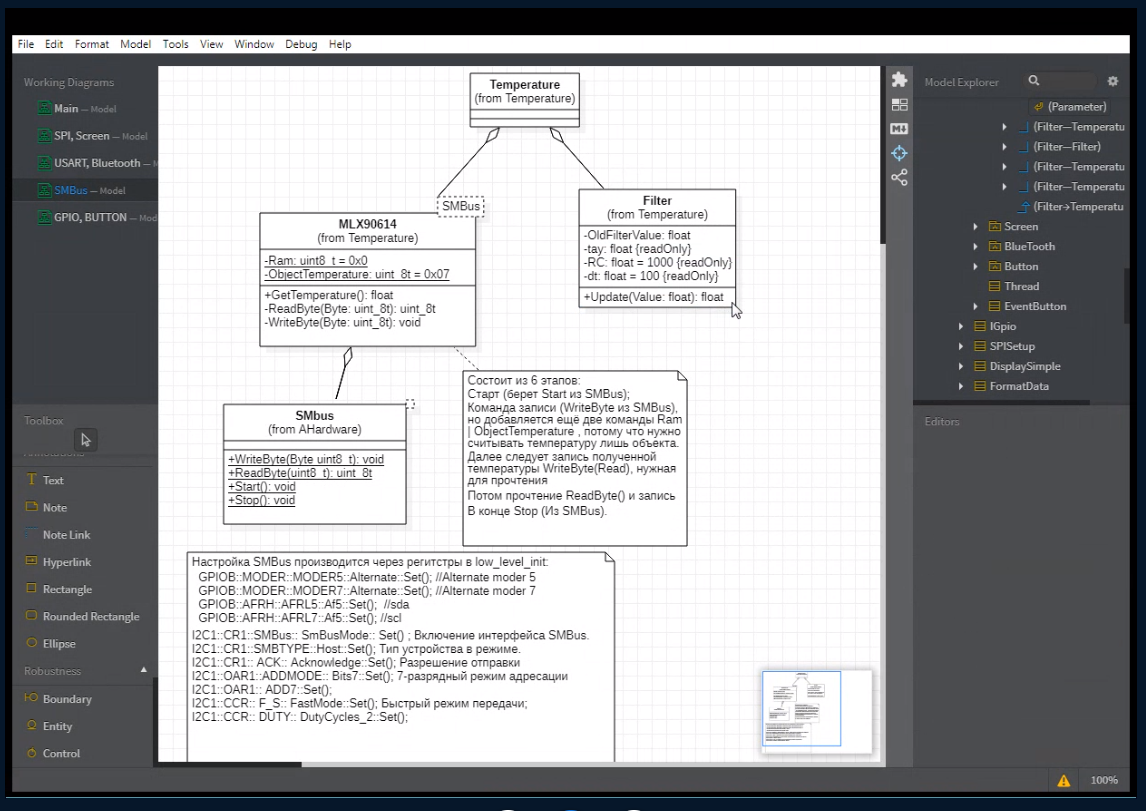 File Edit Format Model Tools View Window Debug Help
Working Diagrams
Main — Model
SPI, Screen — Model
USART, Bluetooth — M
SMBus — Model
GPIO, BUTTON — Mod
Toolbox
Text
Note
Note Link
Hyperlink
Rectangle
Rounded Rectangle
Ellipse
Robustness
Boundary
Entity
Control
Temperature
(from Temperature)
SMBus
MLX90614
(from Temperature)
-Ram: uint8_t = 0x0
-ObjectTemperature: uint_8t = 0x07
+GetTemperature(): float
-ReadByte(Byte: uint_8t): uint_8t
-WriteByte(Byte: uint_8t): void
Filter
(from Temperature)
-OldFilterValue: float
-tay: float {readOnly}
-RC: float = 1000 {readOnly}
-dt: float = 100 {readOnly}
+Update(Value: float): float
SMbus
(from AHardware)
+WriteByte(Byte uint8_t): void
+ReadByte(uint8_t): uint_8t
+Start(): void
+Stop(): void
Состоит из 6 этапов:
Старт (берет Start из SMBus);
Команда записи (WriteByte из SMBus),
но добавляется ещё две команды Ram
| ObjectTemperature , потому что нужно
считывать температуру лишь объекта.
Далее следует запись полученной
температуры WriteByte(Read), нужная
для прочтения
Потом прочтение ReadByte() и запись
В конце Stop (Из SMBus).
Настройка SMBus производится через регитстры в low_level_init:
GPIOB::MODER::MODER5::Alternate::Set(); //Alternate moder 5
GPIOB::MODER::MODER7::Alternate::Set(); //Alternate moder 7
GPIOB::AFRH::AFRL5::Af5::Set(); //sda
GPIOB::AFRH::AFRL7::Af5::Set(); //scl
I2C1::CR1::SMBus:: SmBusMode:: Set() ; Включение интерфейса SMBus.
I2C1::CR1::SMBTYPE::Host::Set(); Тип устройства в режиме.
I2C1::CR1:: ACK:: Acknowledge::Set(); Разрешение отправки
I2C1::OAR1::ADDMODE:: Bits7::Set(); 7-разрядный режим адресации
I2C1::OAR1:: ADD7::Set();
I2C1::CCR:: F_S:: FastMode::Set(); Быстрый режим передачи;
I2C1::CCR:: DUTY:: DutyCycles_2::Set();
Model Explorer
(Parameter)
(Filter—Temperatu
(Filter—Filter)
(Filter—Temperatu
(Filter—Temperatu
(Filter→Temperatu
Screen
BlueTooth
Button
Thread
EventButton
IGpio
SPISetup
DisplaySimple
FormatData
Editors
100%